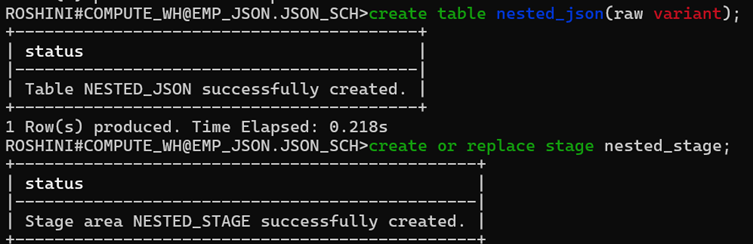 ROSHINI#COMPUTE_WH@EMP_JSON.JSON_SCH>create table nested_json(raw variant);
+-----------------------------------------+
| status                                  |
|-----------------------------------------|
| Table NESTED_JSON successfully created. |
+-----------------------------------------+
1 Row(s) produced. Time Elapsed: 0.218s
ROSHINI#COMPUTE_WH@EMP_JSON.JSON_SCH>create or replace stage nested_stage;
+-----------------------------------------------+
| status                                        |
|-----------------------------------------------|
| Stage area NESTED_STAGE successfully created. |
+-----------------------------------------------+